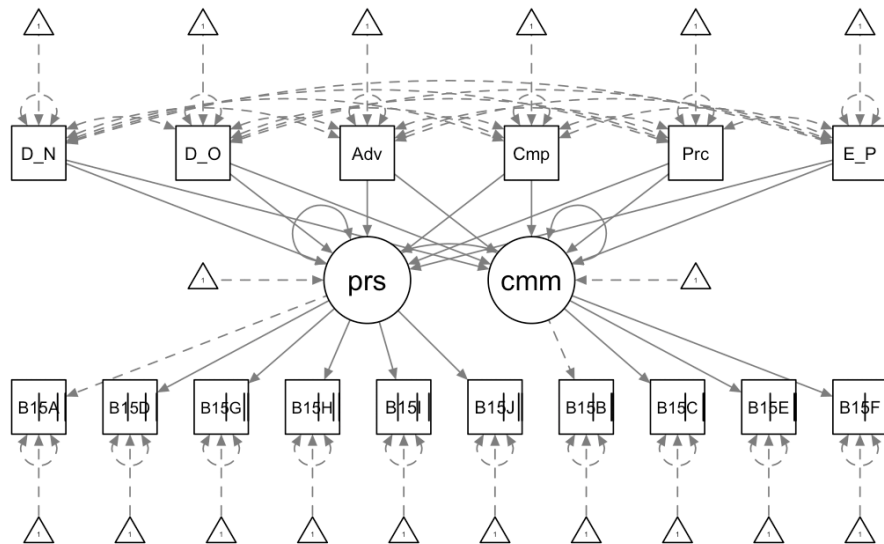 1 1 1 1 1 1
D_N D_O Adv Cmp Prc E_P
1 prs cmm 1
B15A B15D B15G B15H B15I B15J B15B B15C B15E B15F
1 1 1 1 1 1 1 1 1 1